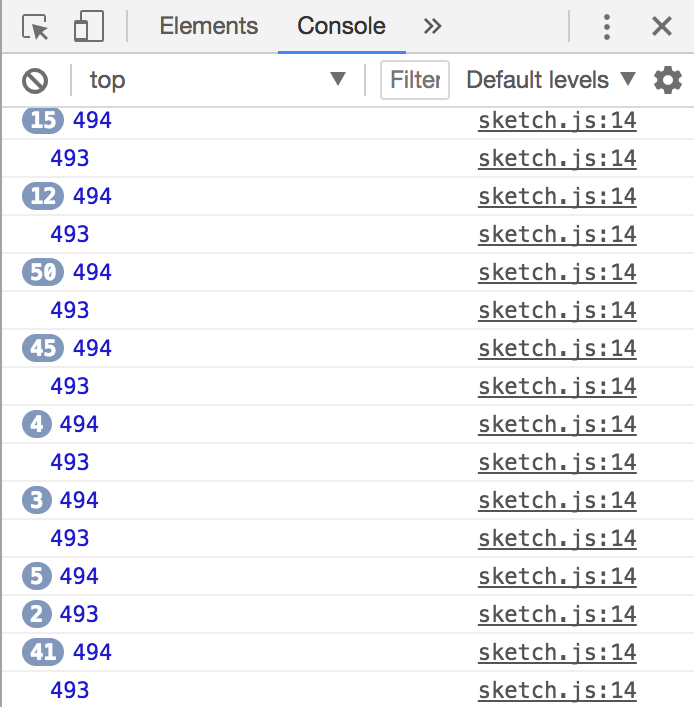 Elements Console »
top ▼ Filter Default levels ▼
15 494 sketch.js:14
493 sketch.js:14
12 494 sketch.js:14
493 sketch.js:14
50 494 sketch.js:14
493 sketch.js:14
45 494 sketch.js:14
493 sketch.js:14
4 494 sketch.js:14
493 sketch.js:14
3 494 sketch.js:14
493 sketch.js:14
5 494 sketch.js:14
2 493 sketch.js:14
41 494 sketch.js:14
493 sketch.js:14